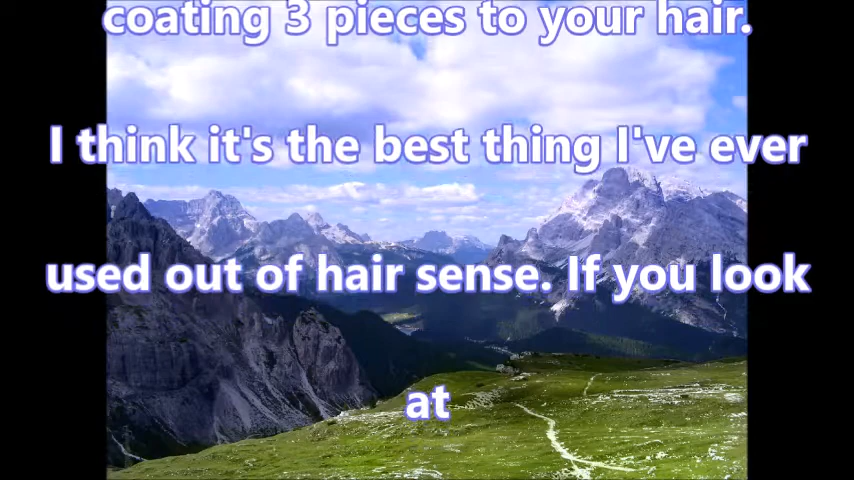 coating 3 pieces to your hair.
I think it's the best thing I've ever
used out of hair sense. If you look
at